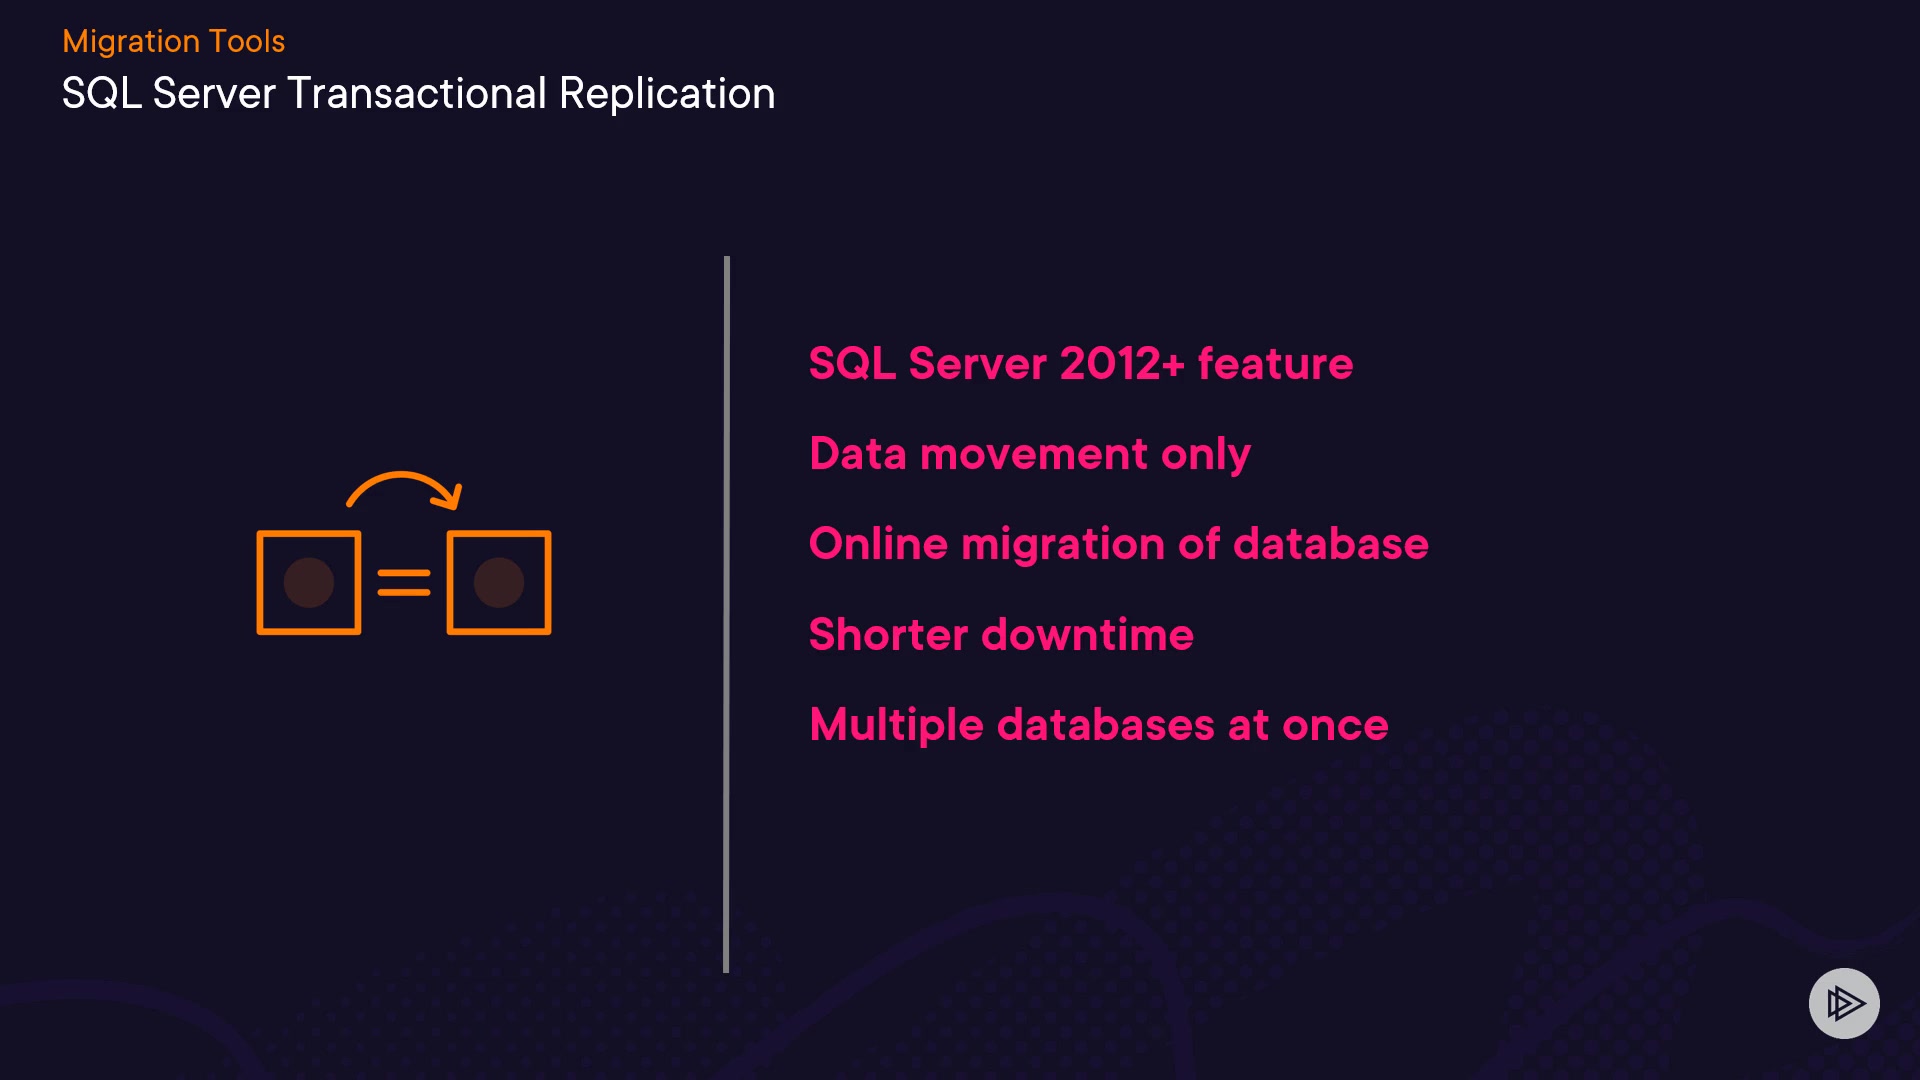 Migration Tools
SQL Server Transactional Replication
SQL Server 2012+ feature
Data movement only
Online migration of database
Shorter downtime
Multiple databases at once